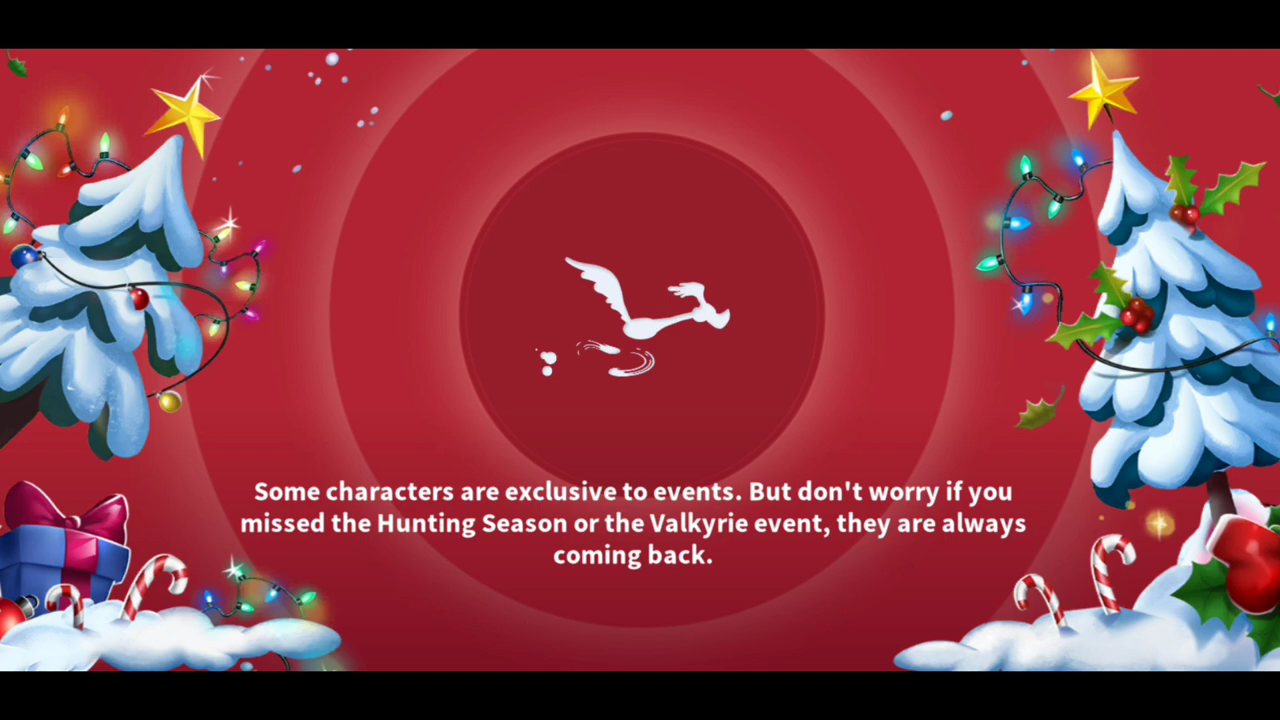 Some characters are exclusive to events. But don't worry if you
missed the Hunting Season or the Valkyrie event, they are always
coming back.